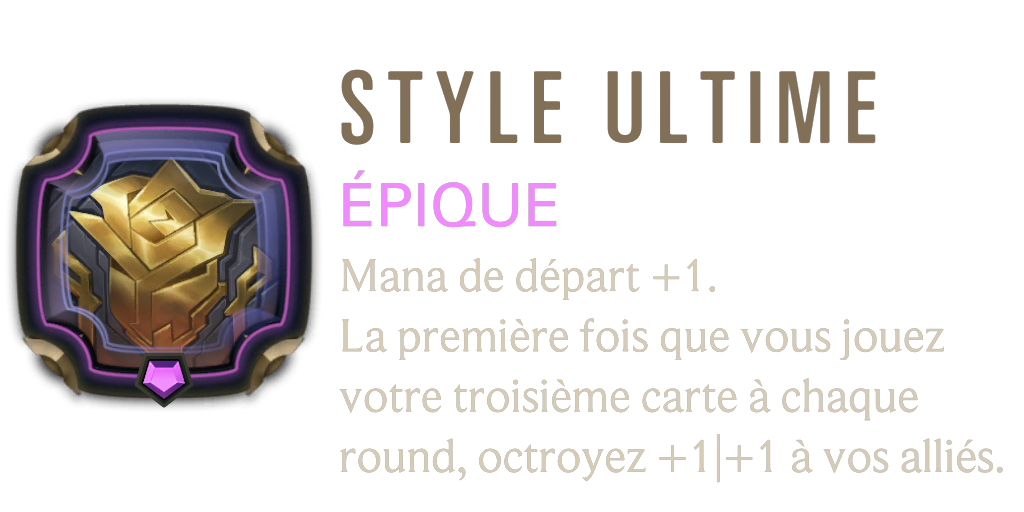 STYLE ULTIME
ÉPIQUE
Mana de départ +1.
La première fois que vous jouez
votre troisième carte à chaque
round, octroyez +1|+1 à vos alliés.